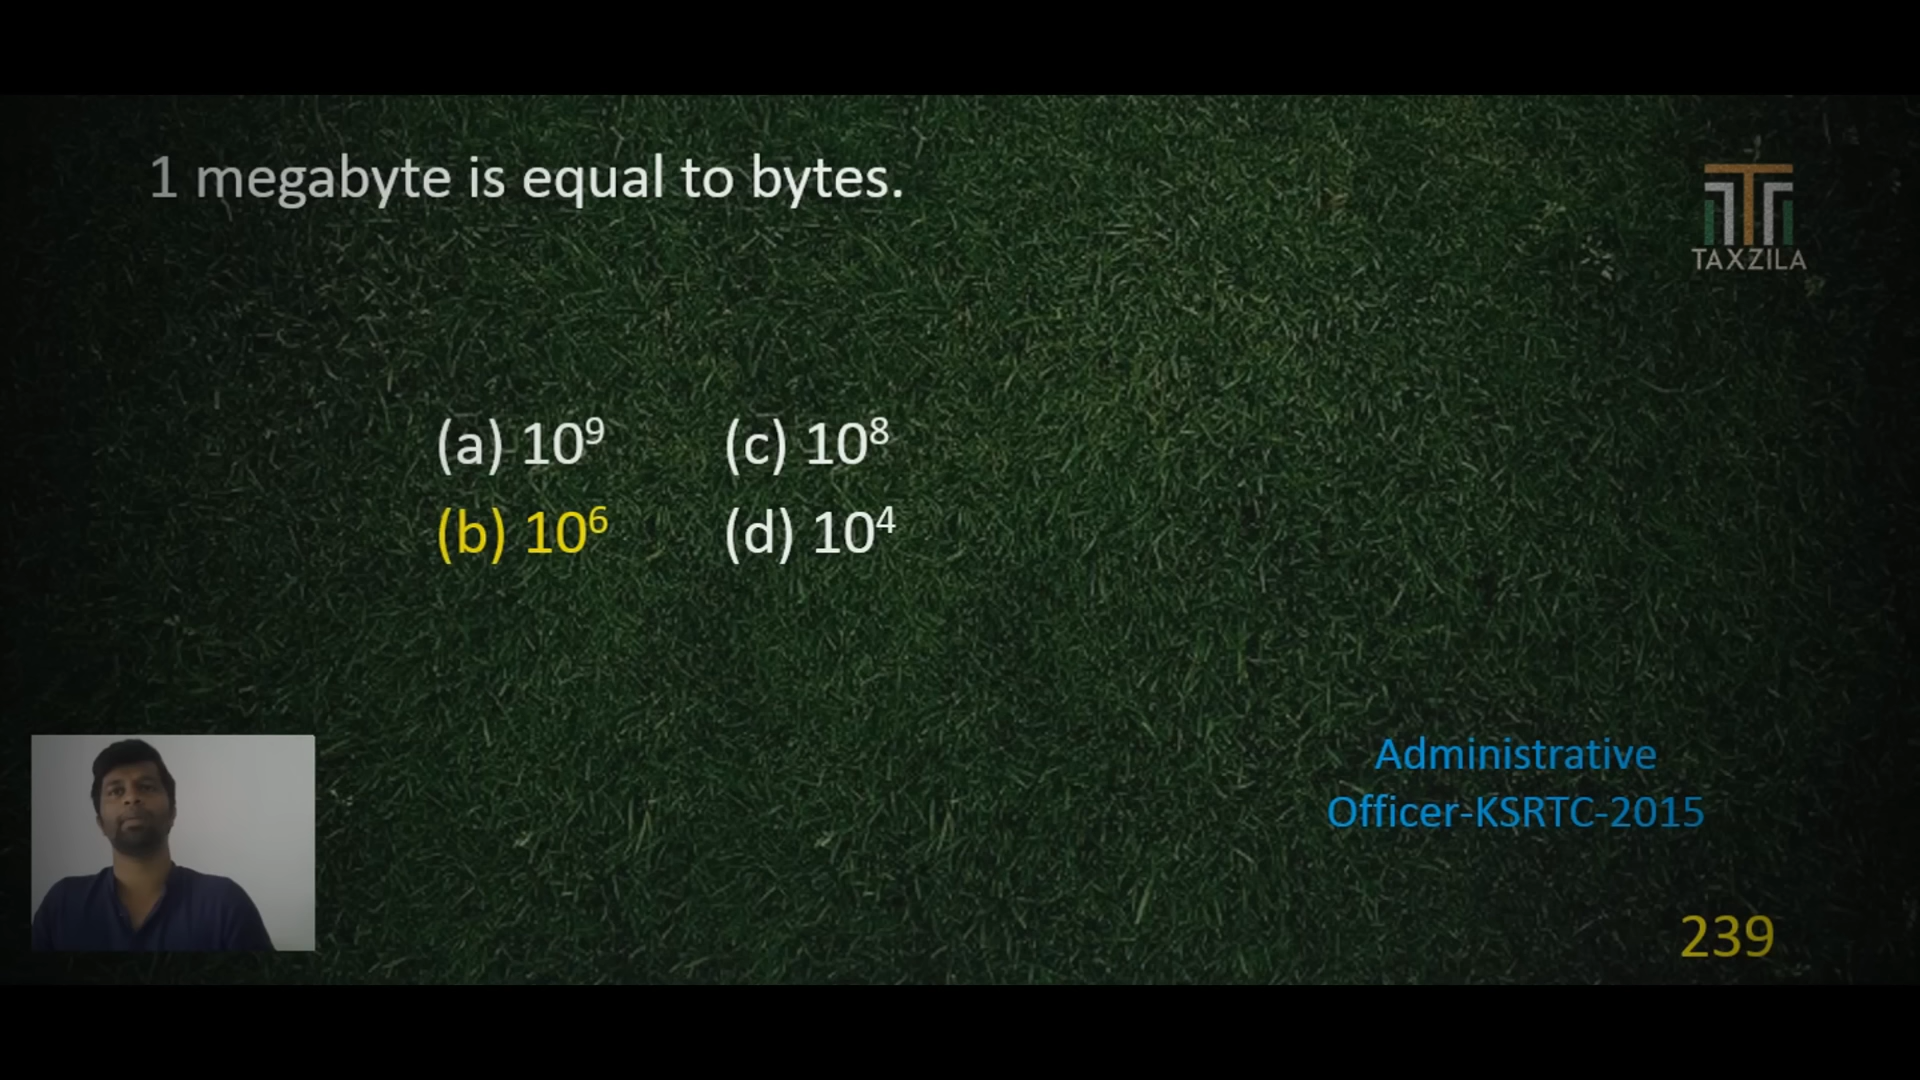 1 megabyte is equal to bytes.
TAXZILA
(a) 10⁹ (c) 10⁸
(b) 10⁶ (d) 10⁴
Administrative
Officer-KSRTC-2015
239